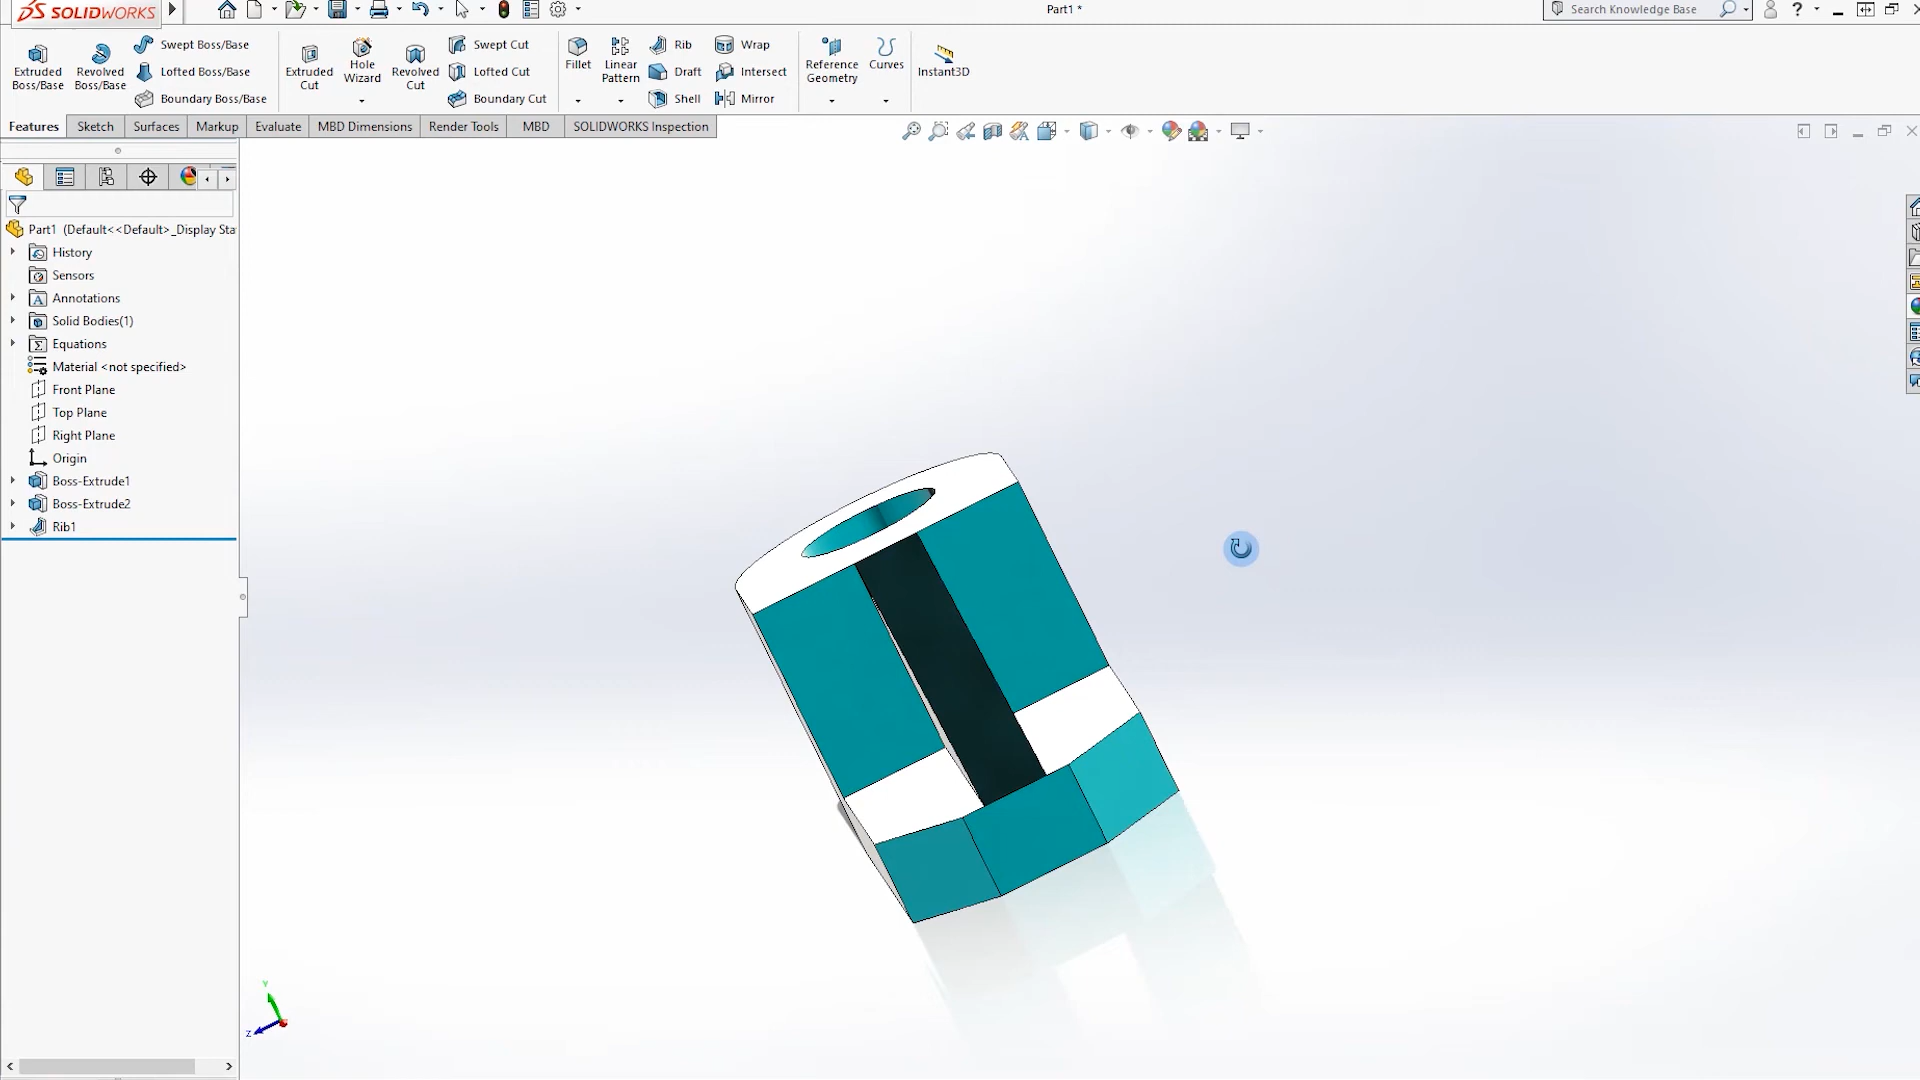 SOLIDWORKS
Part1 *
Search Knowledge Base
?
Extruded Boss/Base
Revolved Boss/Base
Swept Boss/Base
Lofted Boss/Base
Boundary Boss/Base
Extruded Cut
Hole Wizard
Revolved Cut
Swept Cut
Lofted Cut
Boundary Cut
Fillet
Linear Pattern
Rib
Draft
Shell
Wrap
Intersect
Mirror
Reference Geometry
Curves
Instant3D
Features
Sketch
Surfaces
Markup
Evaluate
MBD Dimensions
Render Tools
MBD
SOLIDWORKS Inspection
Part1 (Default<<Default>_Display Sta
History
Sensors
Annotations
Solid Bodies(1)
Equations
Material <not specified>
Front Plane
Top Plane
Right Plane
Origin
Boss-Extrude1
Boss-Extrude2
Rib1
Y
Z